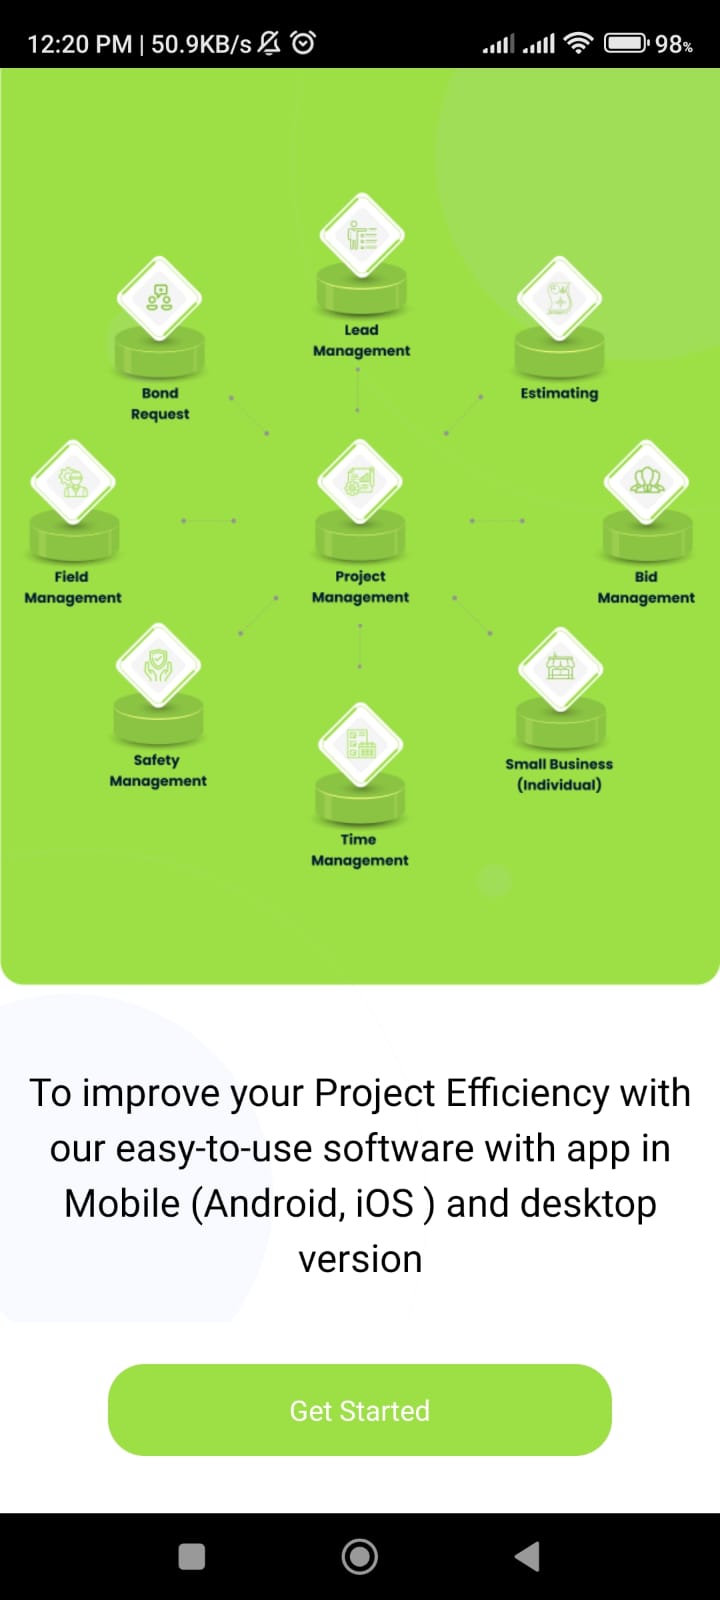 12:20 PM | 50.9KB/s
98%
Lead
Management
Bond
Request
Estimating
Field
Management
Project
Management
Bid
Management
Safety
Management
Small Business
(Individual)
Time
Management
To improve your Project Efficiency with
our easy-to-use software with app in
Mobile (Android, iOS ) and desktop
version
Get Started